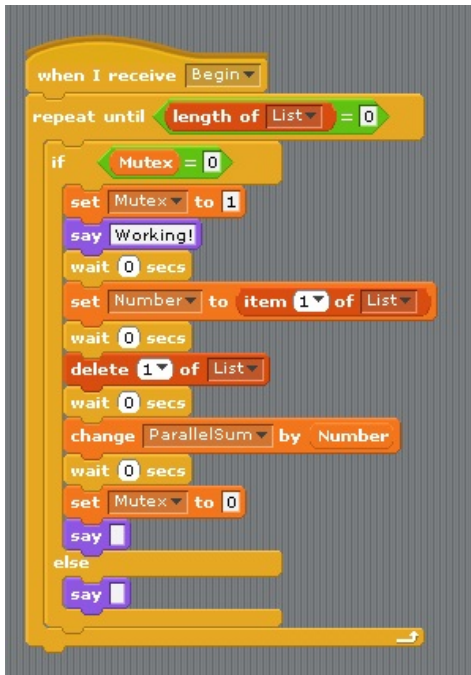 when I receive Begin
repeat until length of List = 0
if Mutex = 0
set Mutex to 1
say Working!
wait 0 secs
set Number to item 1 of List
wait 0 secs
delete 1 of List
wait 0 secs
change ParallelSum by Number
wait 0 secs
set Mutex to 0
say
else
say